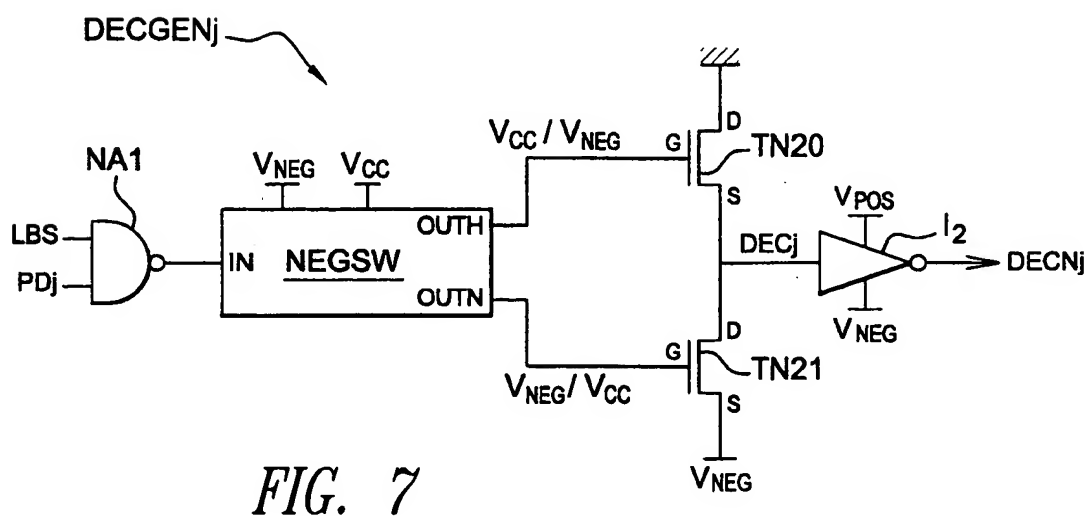 DECGENj
NA1
LBS
PDj
V_NEG
V_CC
IN
NEGSW
OUTH
OUTN
V_CC / V_NEG
V_NEG / V_CC
G
D
TN20
S
DECj
V_POS
I_2
DECNj
V_NEG
G
D
TN21
S
V_NEG
FIG. 7